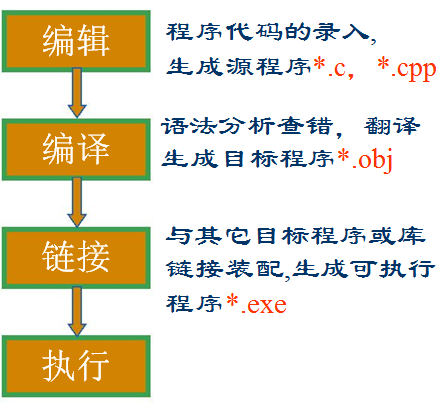 编辑
程序代码的录入,
生成源程序*.c，*.cpp
编译
语法分析查错，翻译
生成目标程序*.obj
链接
与其它目标程序或库
链接装配,生成可执行
程序*.exe
执行